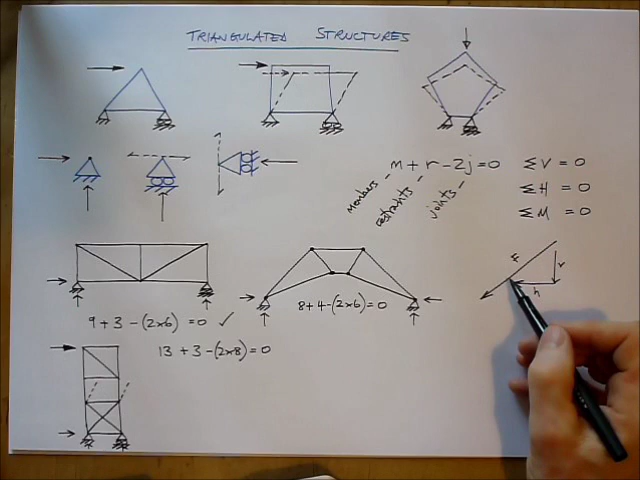 TRIANGULATED STRUCTURES
m + r - 2j = 0
members
restraints
joints
ΣV = 0
ΣH = 0
ΣM = 0
9 + 3 - (2x6) = 0 ✓
8 + 4 - (2x6) = 0
13 + 3 - (2x8) = 0
F
v
h